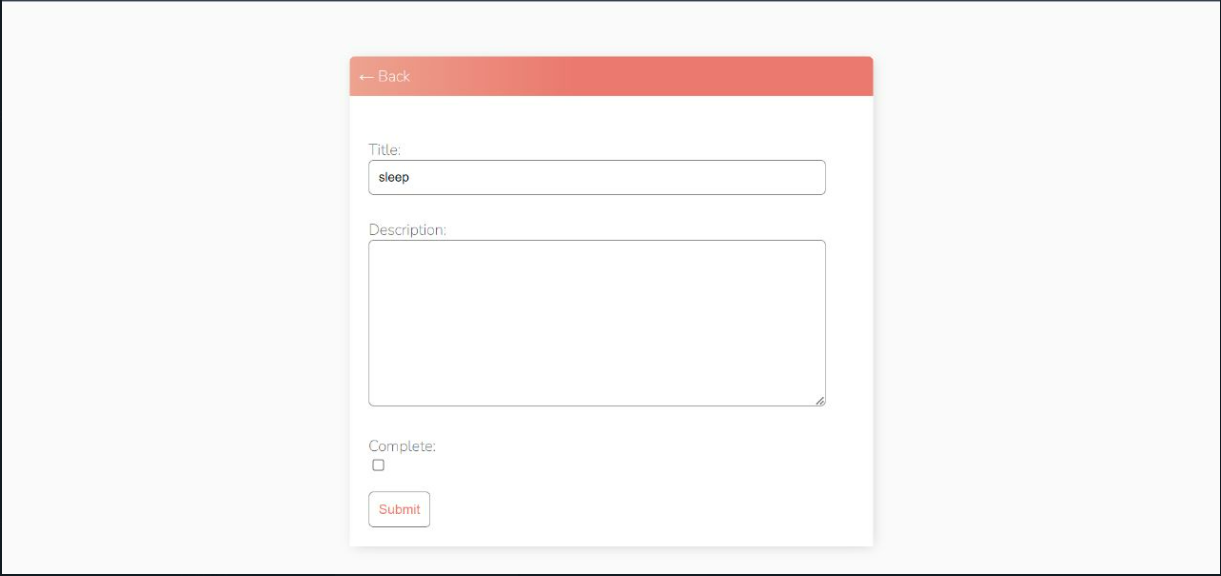 ← Back
Title:
sleep
Description:
Complete:
Submit